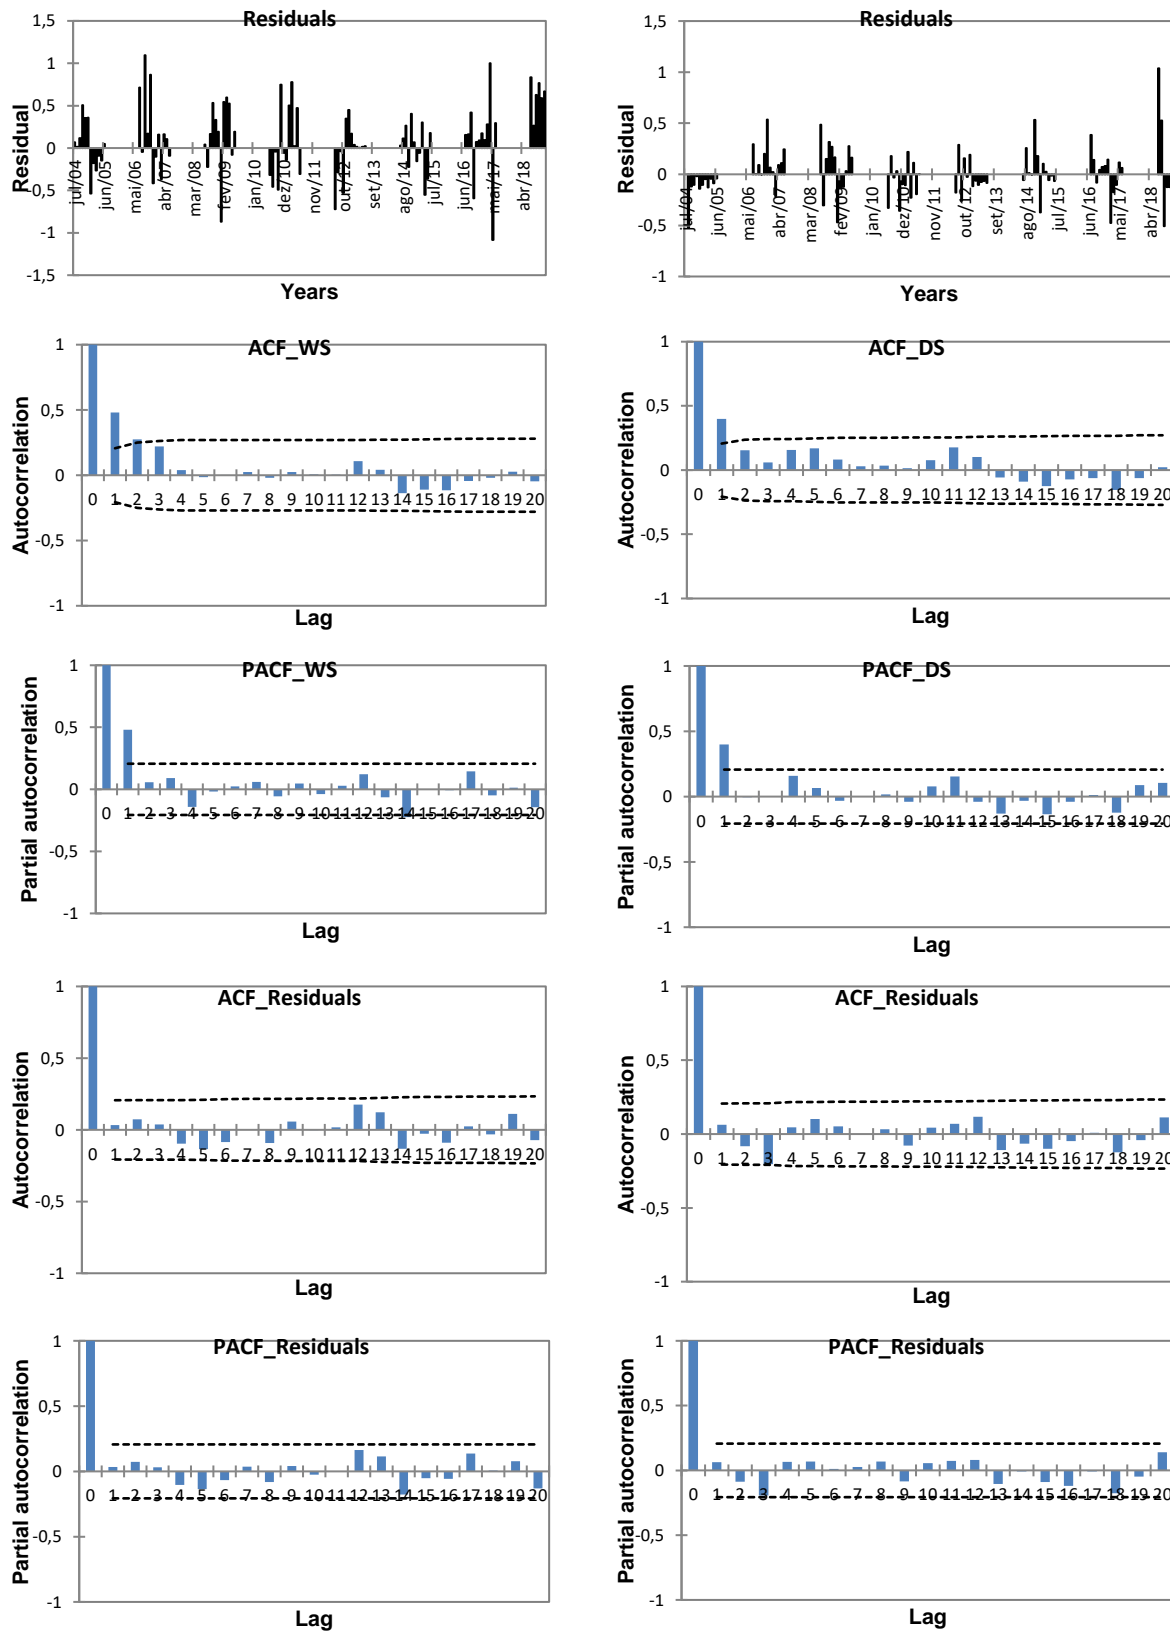 Residuals
1,5
1
0,5
0
-0,5
-1
-1,5
Residual
jul/04 jun/05 mai/06 abr/07 mar/08 fev/09 jan/10 dez/10 nov/11 out/12 set/13 ago/14 jul/15 jun/16 mai/17 abr/18
Years
Residuals
1,5
1
0,5
0
-0,5
-1
Residual
jul/04 jun/05 mai/06 abr/07 mar/08 fev/09 jan/10 dez/10 nov/11 out/12 set/13 ago/14 jul/15 jun/16 mai/17 abr/18
Years
ACF_WS
1
0,5
0
-0,5
-1
Autocorrelation
0 1 2 3 4 5 6 7 8 9 10 11 12 13 14 15 16 17 18 19 20
Lag
ACF_DS
1
0,5
0
-0,5
-1
Autocorrelation
0 1 2 3 4 5 6 7 8 9 10 11 12 13 14 15 16 17 18 19 20
Lag
PACF_WS
1
0,5
0
-0,5
-1
Partial autocorrelation
0 1 2 3 4 5 6 7 8 9 10 11 12 13 14 15 16 17 18 19 20
Lag
PACF_DS
1
0,5
0
-0,5
-1
Partial autocorrelation
0 1 2 3 4 5 6 7 8 9 10 11 12 13 14 15 16 17 18 19 20
Lag
ACF_Residuals
1
0,5
0
-0,5
-1
Autocorrelation
0 1 2 3 4 5 6 7 8 9 10 11 12 13 14 15 16 17 18 19 20
Lag
ACF_Residuals
1
0,5
0
-0,5
-1
Autocorrelation
0 1 2 3 4 5 6 7 8 9 10 11 12 13 14 15 16 17 18 19 20
Lag
PACF_Residuals
1
0,5
0
-0,5
-1
Partial autocorrelation
0 1 2 3 4 5 6 7 8 9 10 11 12 13 14 15 16 17 18 19 20
Lag
PACF_Residuals
1
0,5
0
-0,5
-1
Partial autocorrelation
0 1 2 3 4 5 6 7 8 9 10 11 12 13 14 15 16 17 18 19 20
Lag